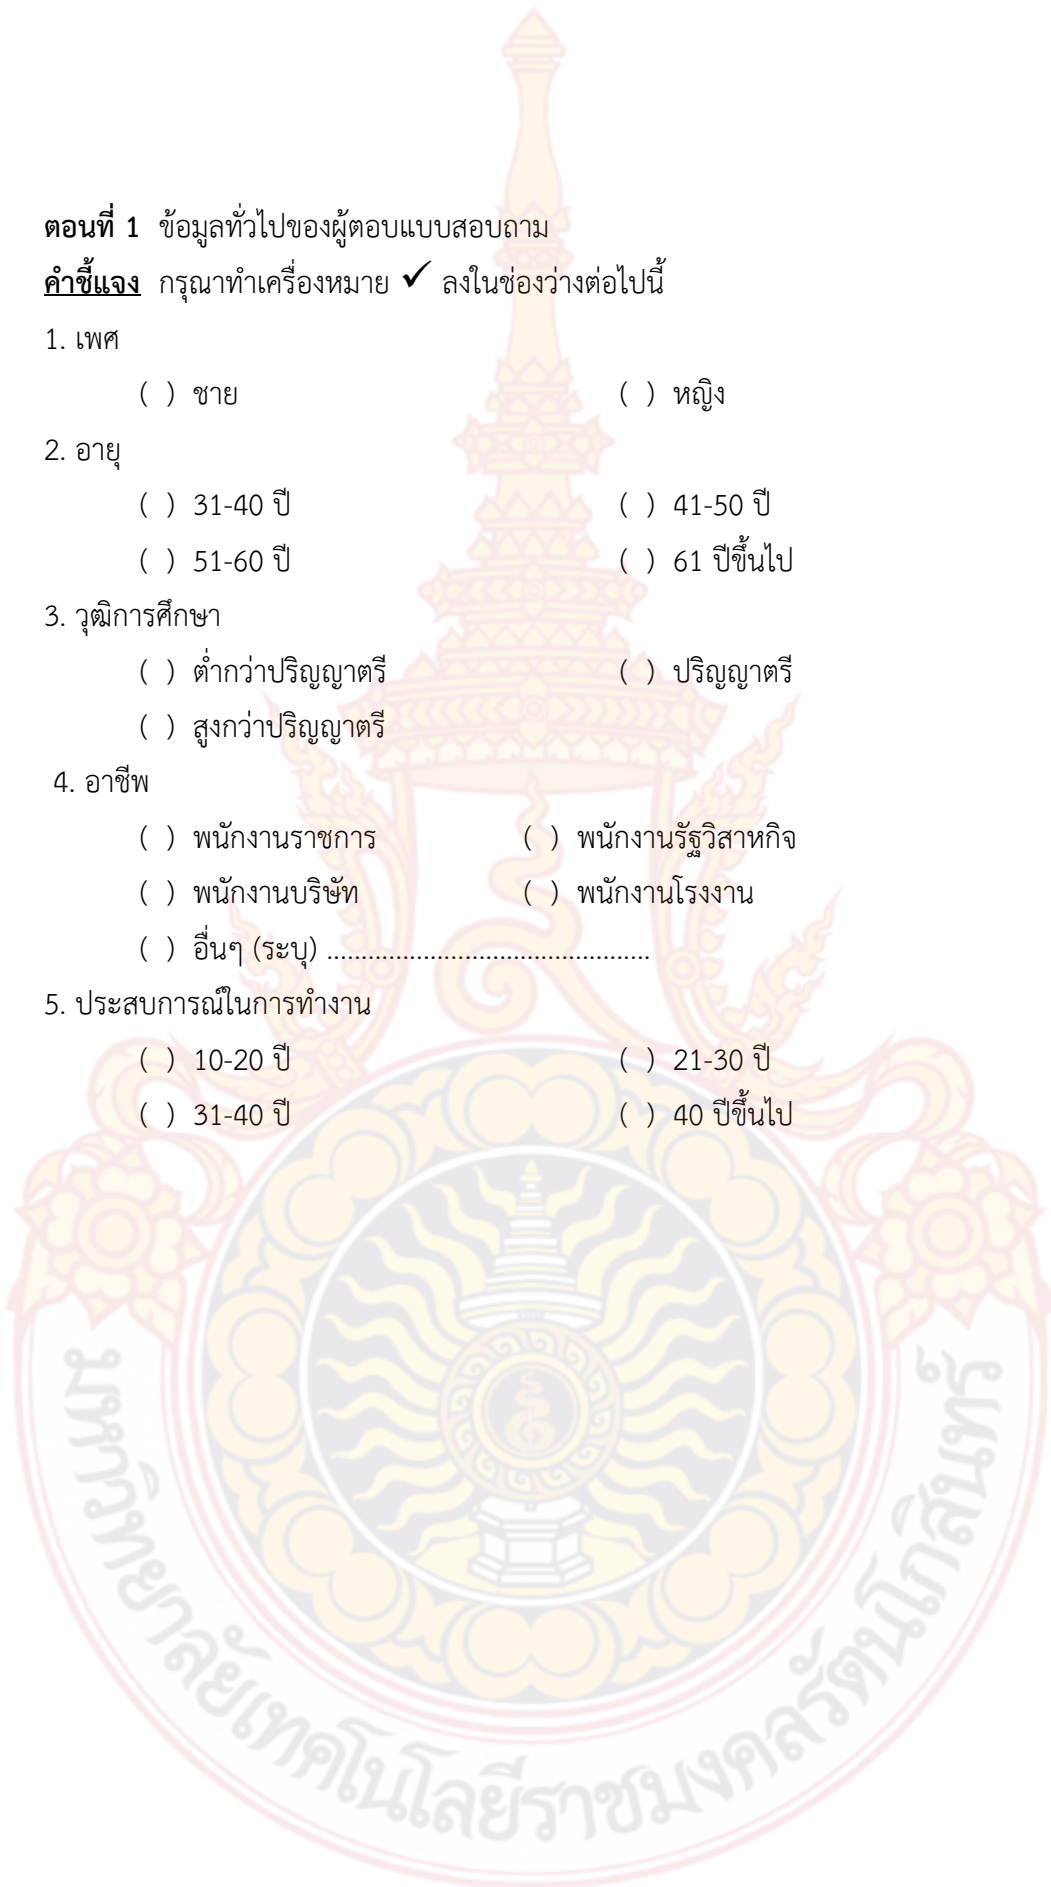 ตอนที่ 1 ข้อมูลทั่วไปของผู้ตอบแบบสอบถาม
คำชี้แจง กรุณาทำเครื่องหมาย ✓ ลงในช่องว่างต่อไปนี้
1. เพศ
( ) ชาย ( ) หญิง
2. อายุ
( ) 31-40 ปี ( ) 41-50 ปี
( ) 51-60 ปี ( ) 61 ปีขึ้นไป
3. วุฒิการศึกษา
( ) ต่ำกว่าปริญญาตรี ( ) ปริญญาตรี
( ) สูงกว่าปริญญาตรี
4. อาชีพ
( ) พนักงานราชการ ( ) พนักงานรัฐวิสาหกิจ
( ) พนักงานบริษัท ( ) พนักงานโรงงาน
( ) อื่นๆ (ระบุ) ...............................................
5. ประสบการณ์ในการทำงาน
( ) 10-20 ปี ( ) 21-30 ปี
( ) 31-40 ปี ( ) 40 ปีขึ้นไป
มหาวิทยาลัยเทคโนโลยีราชมงคลรัตนโกสินทร์